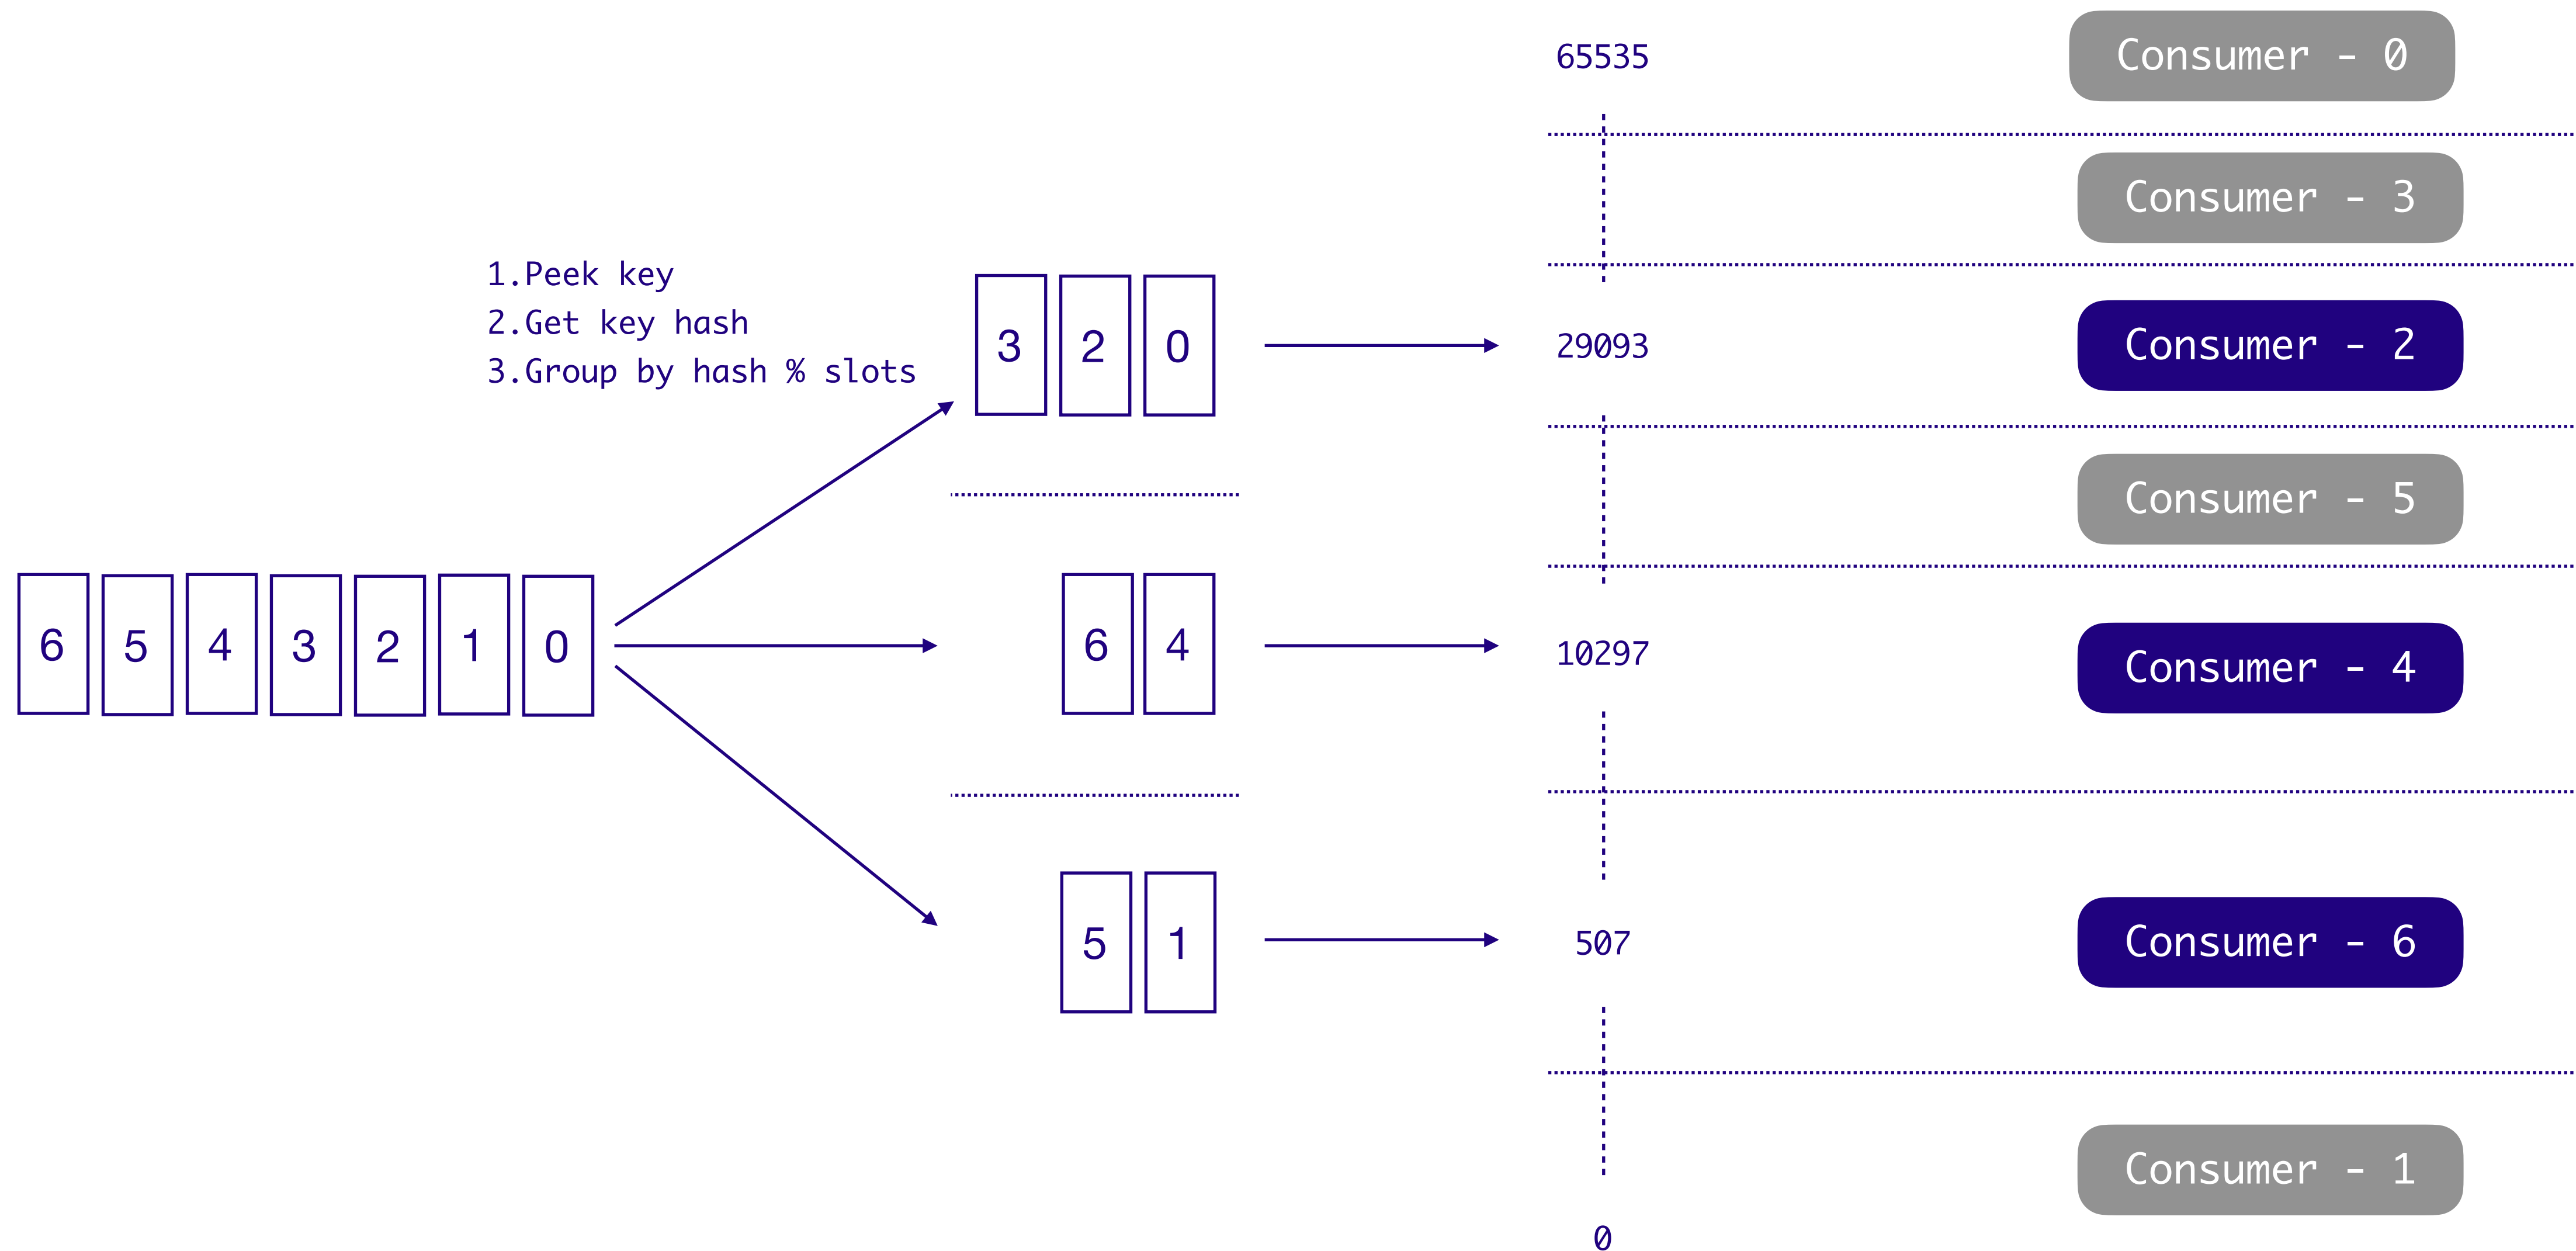 65535
Consumer - 0
Consumer - 3
1.Peek key
2.Get key hash
3.Group by hash % slots
3 2 0
29093
Consumer - 2
Consumer - 5
6 5 4 3 2 1 0
6 4
10297
Consumer - 4
5 1
507
Consumer - 6
Consumer - 1
0